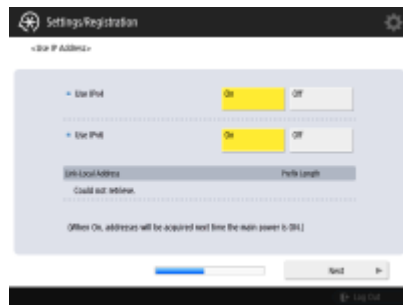 Settings/Registration
<Use IP Address>
Use IPv4
On
Off
Use IPv6
On
Off
Link-Local Address
Prefix Length
Could not retrieve.
(When On, addresses will be acquired next time the main power is ON.)
Next
Log Out